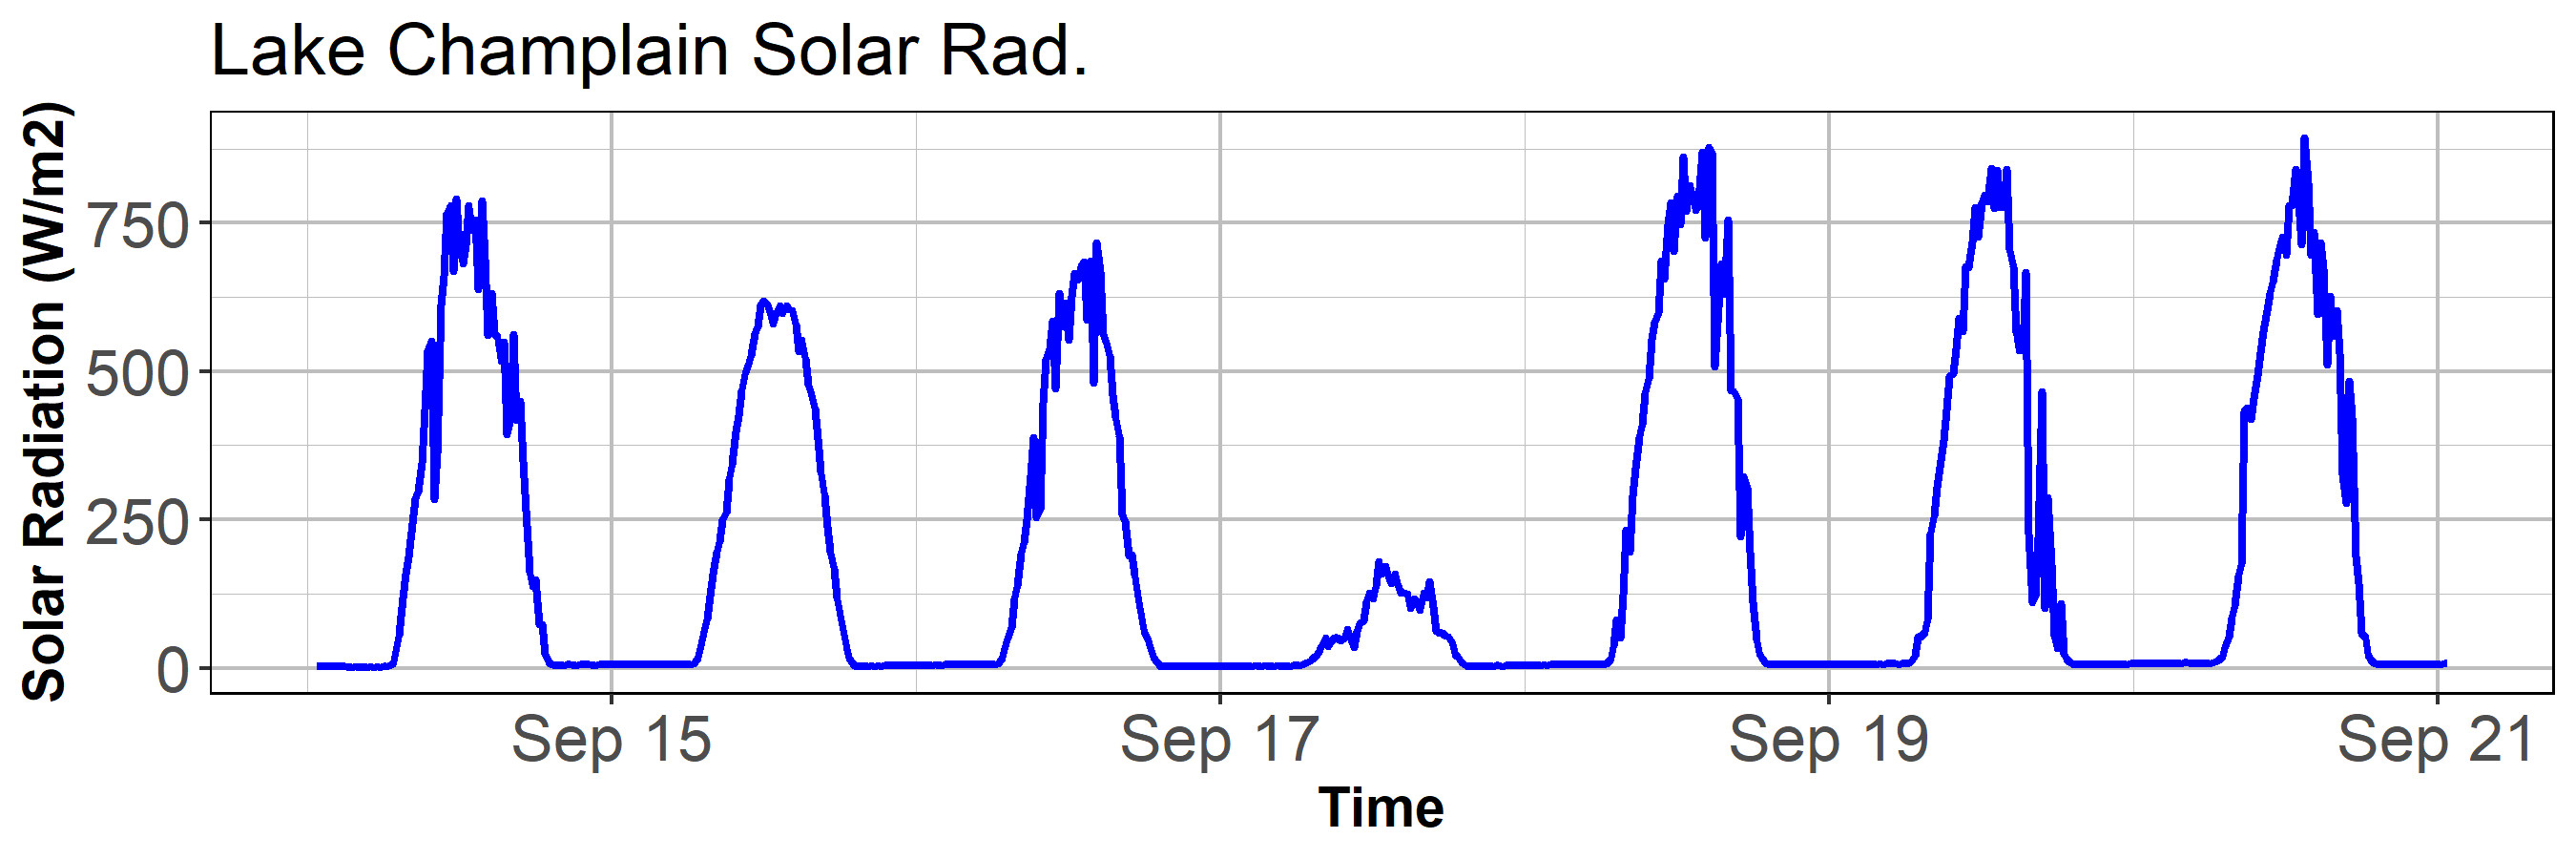 Lake Champlain Solar Rad.
Solar Radiation (W/m2)
750
500
250
0
Sep 15 Sep 17 Sep 19 Sep 21
Time